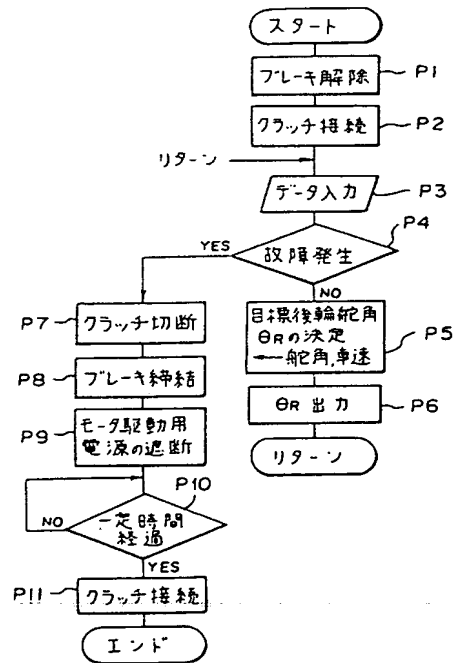 スタート
ブレーキ解除
P1
クラッチ接続
P2
リターン
データ入力
P3
P4
故障発生
YES
NO
目標後輪舵角
θRの決定
←舵角,車速
P5
θR 出力
P6
リターン
P7
クラッチ切断
P8
ブレーキ締結
P9
モータ駆動用
電源の遮断
P10
一定時間
経過
NO
YES
P11
クラッチ接続
エンド